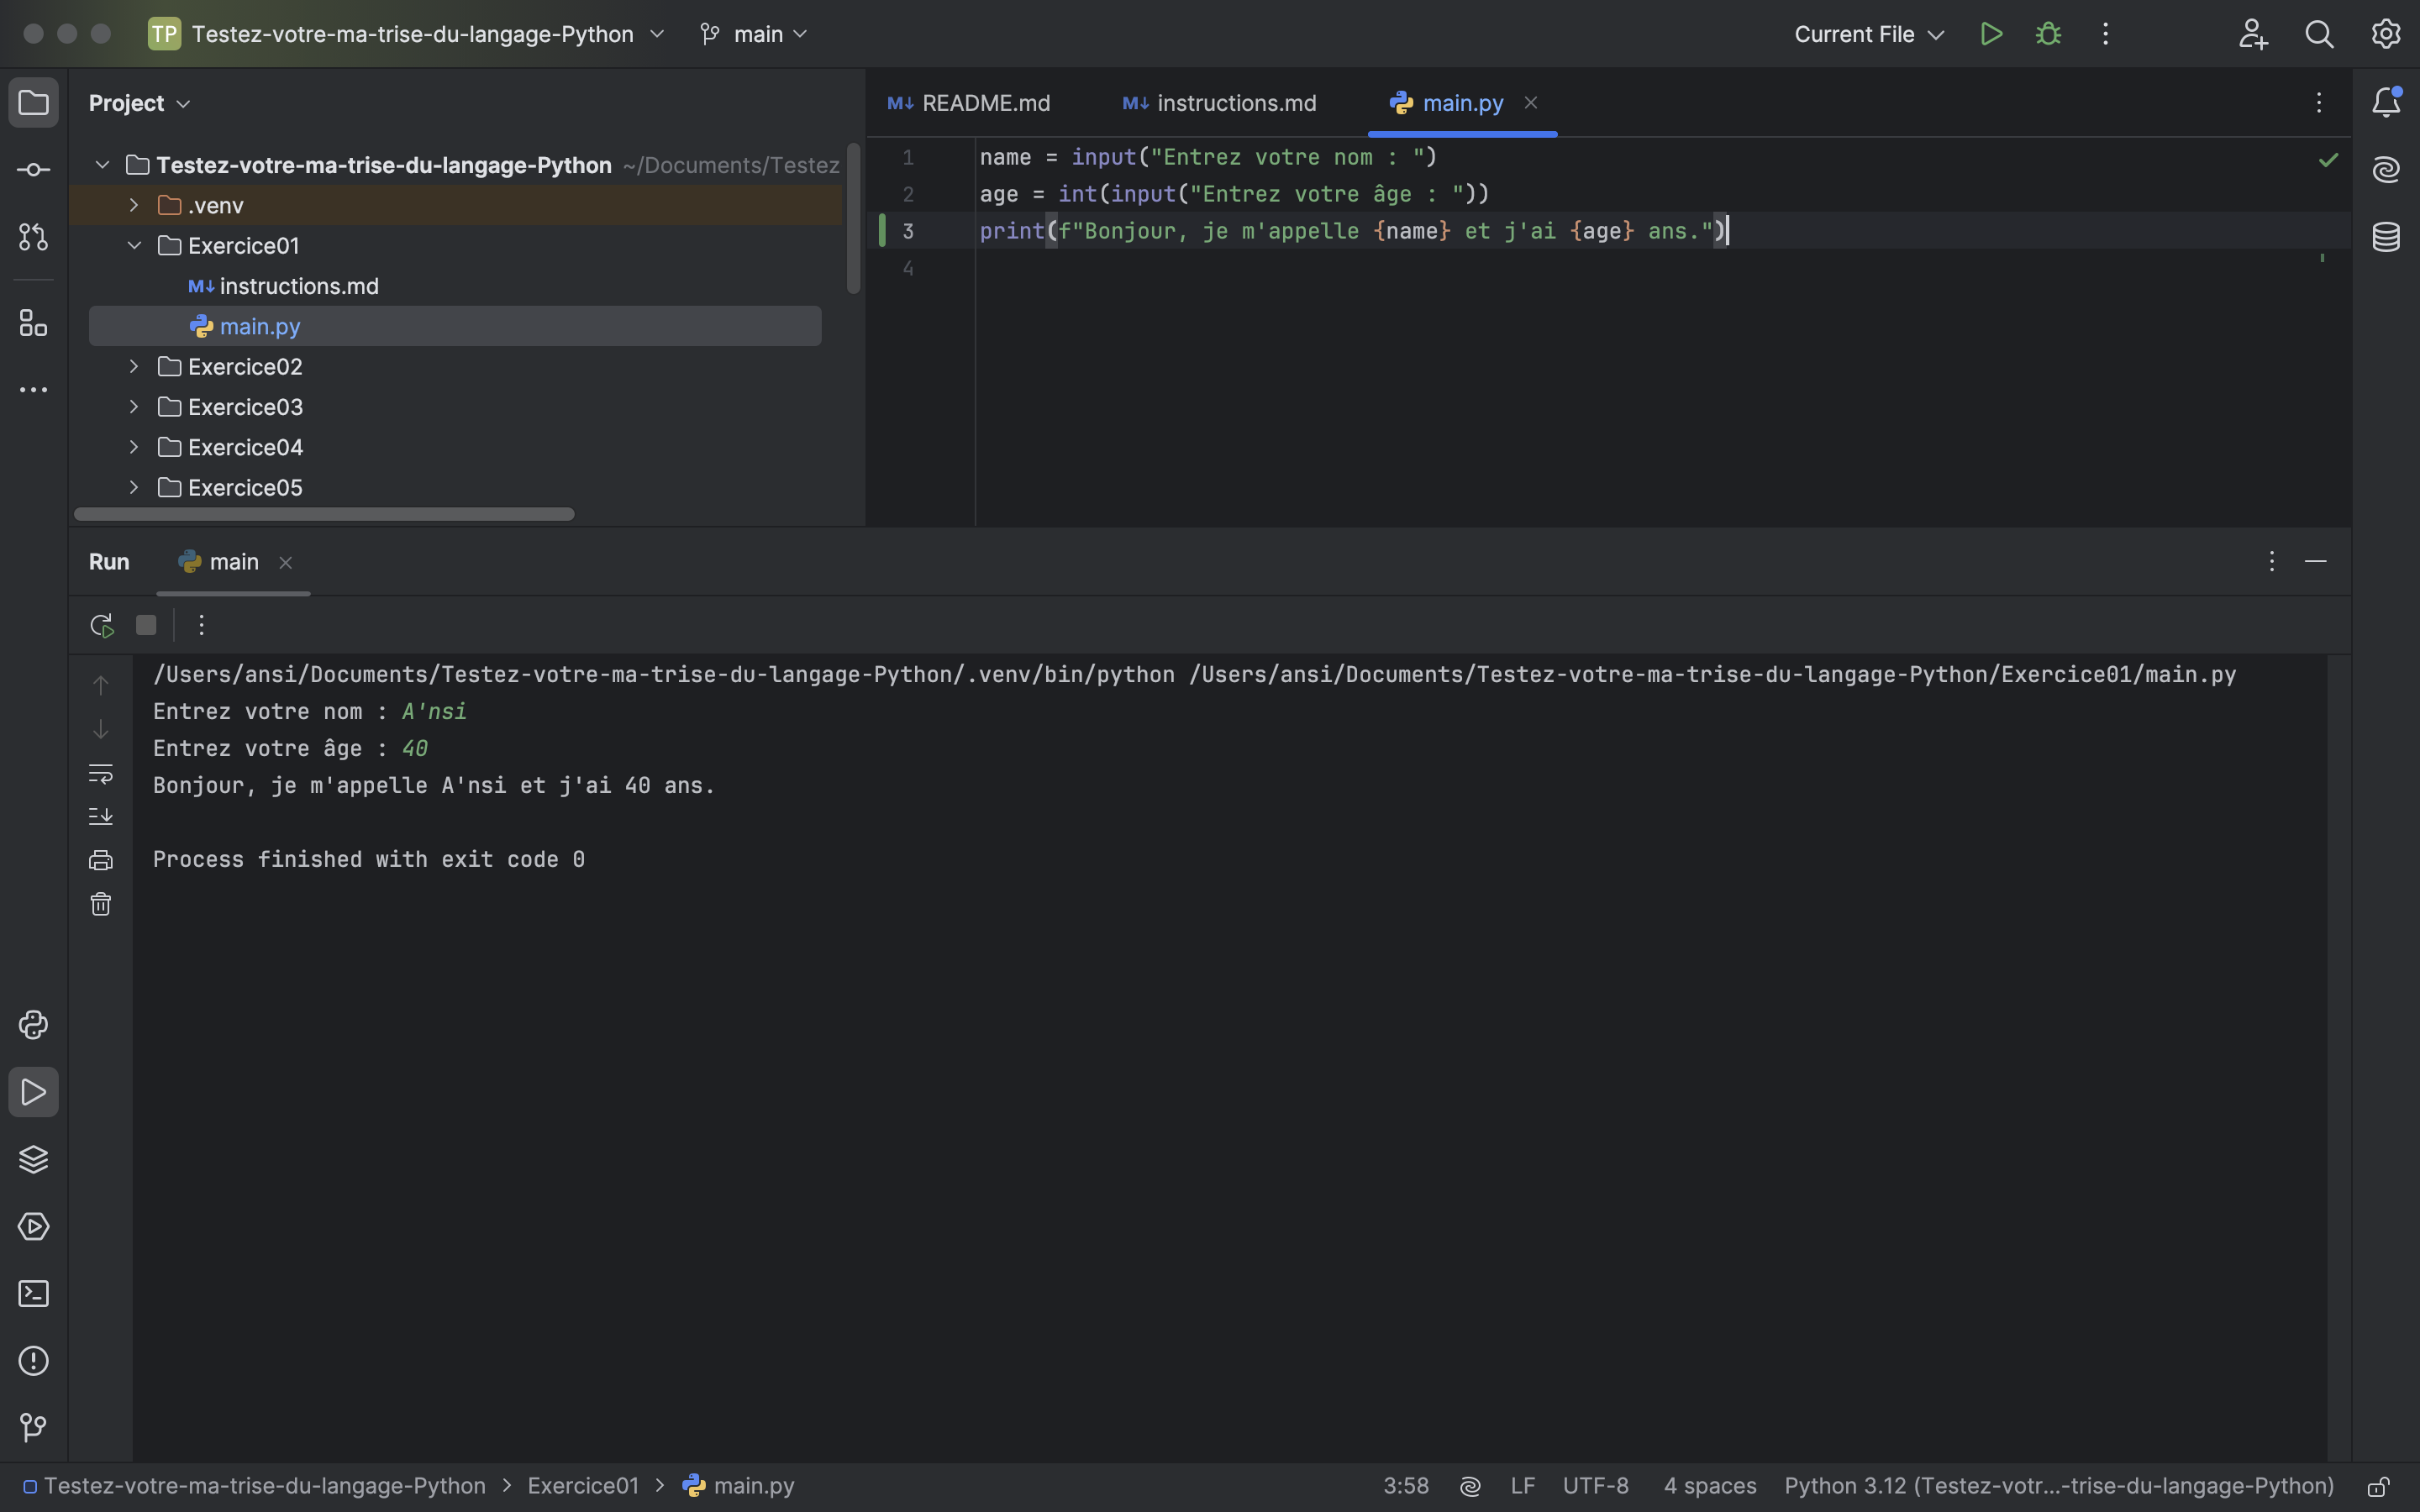 TP Testez-votre-ma-trise-du-langage-Python main Current File
Project
Testez-votre-ma-trise-du-langage-Python ~/Documents/Testez
.venv
Exercice01
M↓ instructions.md
main.py
Exercice02
Exercice03
Exercice04
Exercice05
M↓ README.md M↓ instructions.md main.py
1 name = input("Entrez votre nom : ")
2 age = int(input("Entrez votre âge : "))
3 print(f"Bonjour, je m'appelle {name} et j'ai {age} ans.")
4
Run main
/Users/ansi/Documents/Testez-votre-ma-trise-du-langage-Python/.venv/bin/python /Users/ansi/Documents/Testez-votre-ma-trise-du-langage-Python/Exercice01/main.py
Entrez votre nom : A'nsi
Entrez votre âge : 40
Bonjour, je m'appelle A'nsi et j'ai 40 ans.
Process finished with exit code 0
Testez-votre-ma-trise-du-langage-Python > Exercice01 > main.py 3:58 LF UTF-8 4 spaces Python 3.12 (Testez-votr...-trise-du-langage-Python)